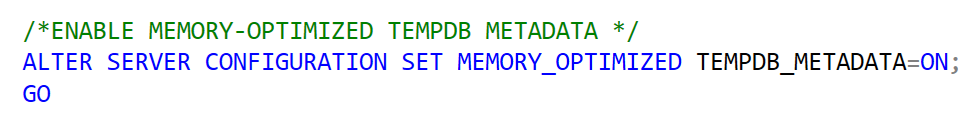 /*ENABLE MEMORY-OPTIMIZED TEMPDB METADATA */
ALTER SERVER CONFIGURATION SET MEMORY_OPTIMIZED TEMPDB_METADATA=ON;
GO